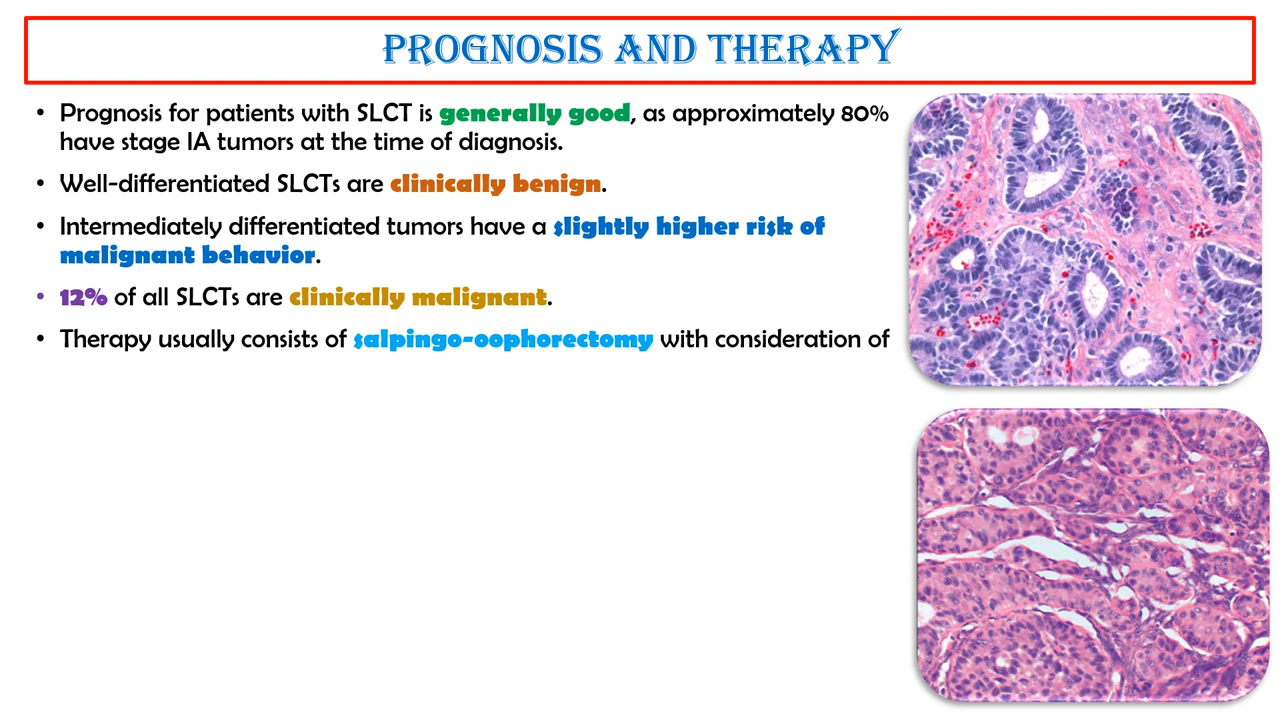 PROGNOSIS AND THERAPY
• Prognosis for patients with SLCT is generally good, as approximately 80%
have stage IA tumors at the time of diagnosis.
• Well-differentiated SLCTs are clinically benign.
• Intermediately differentiated tumors have a slightly higher risk of
malignant behavior.
• 12% of all SLCTs are clinically malignant.
• Therapy usually consists of salpingo-oophorectomy with consideration of